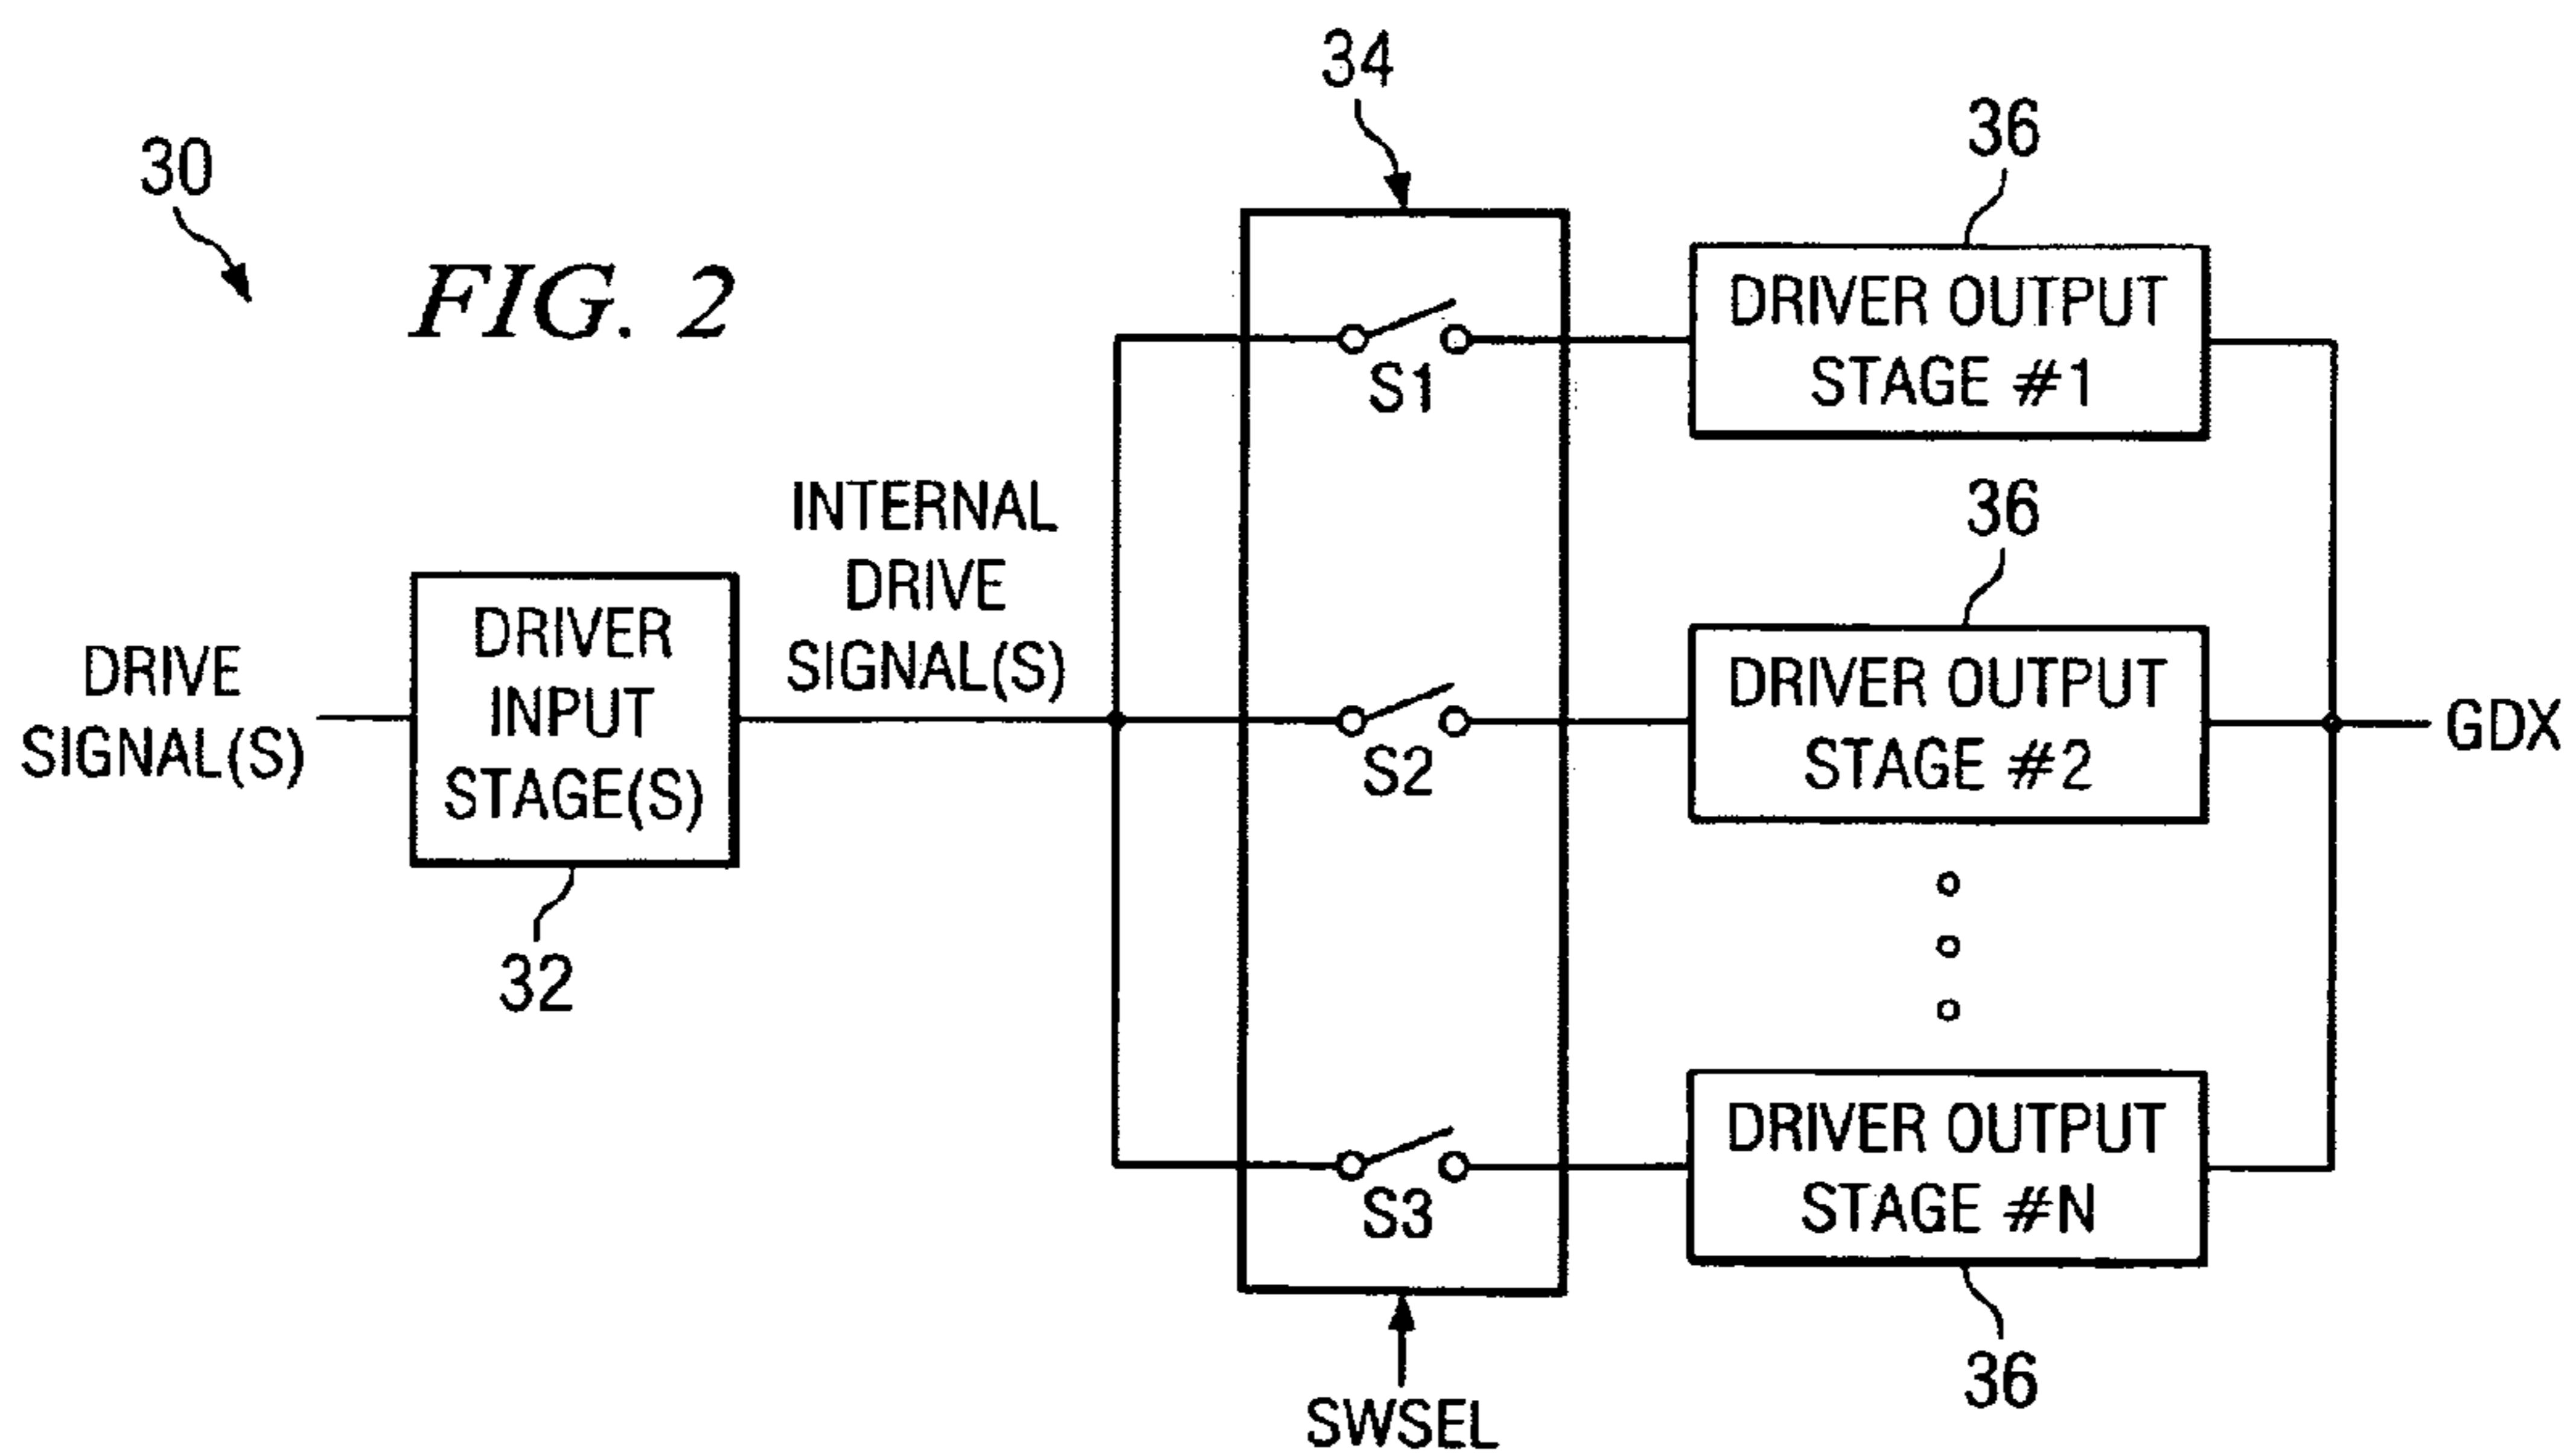 34
36
30
FIG. 2
DRIVER OUTPUT
STAGE #1
S1
INTERNAL
DRIVE
SIGNAL(S)
36
DRIVER
INPUT
STAGE(S)
DRIVE
SIGNAL(S)
DRIVER OUTPUT
STAGE #2
S2
GDX
32
DRIVER OUTPUT
STAGE #N
S3
36
SWSEL